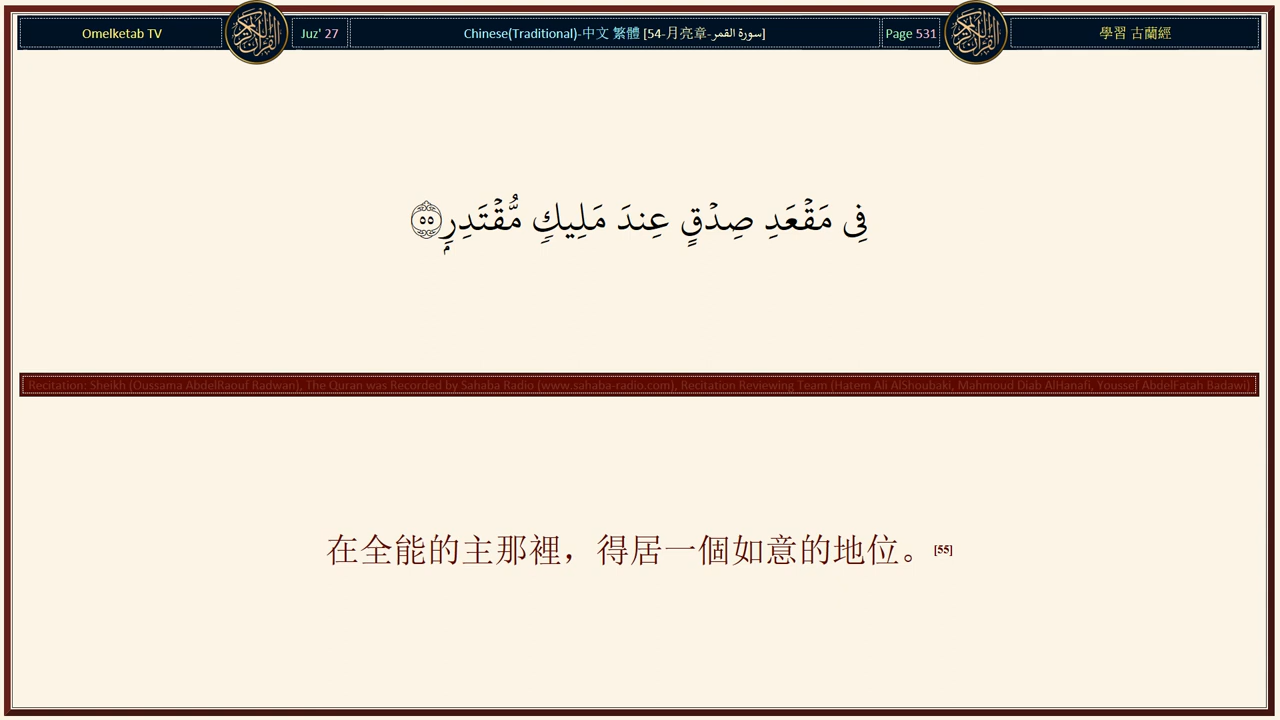 Omelketab TV
Juz' 27
Chinese(Traditional)-中文 繁體 [54-月亮章-سورة القمر]
Page 531
學習 古蘭經
فِي مَقۡعَدِ صِدۡقٍ عِندَ مَلِيكٖ مُّقۡتَدِرِۭ ٥٥
Recitation: Sheikh (Oussama AbdelRaouf Radwan), The Quran was Recorded by Sahaba Radio (www.sahaba-radio.com), Recitation Reviewing Team (Hatem Ali AlShoubaki, Mahmoud Diab AlHanafi, Youssef AbdelFatah Badawi)
在全能的主那裡，得居一個如意的地位。[55]